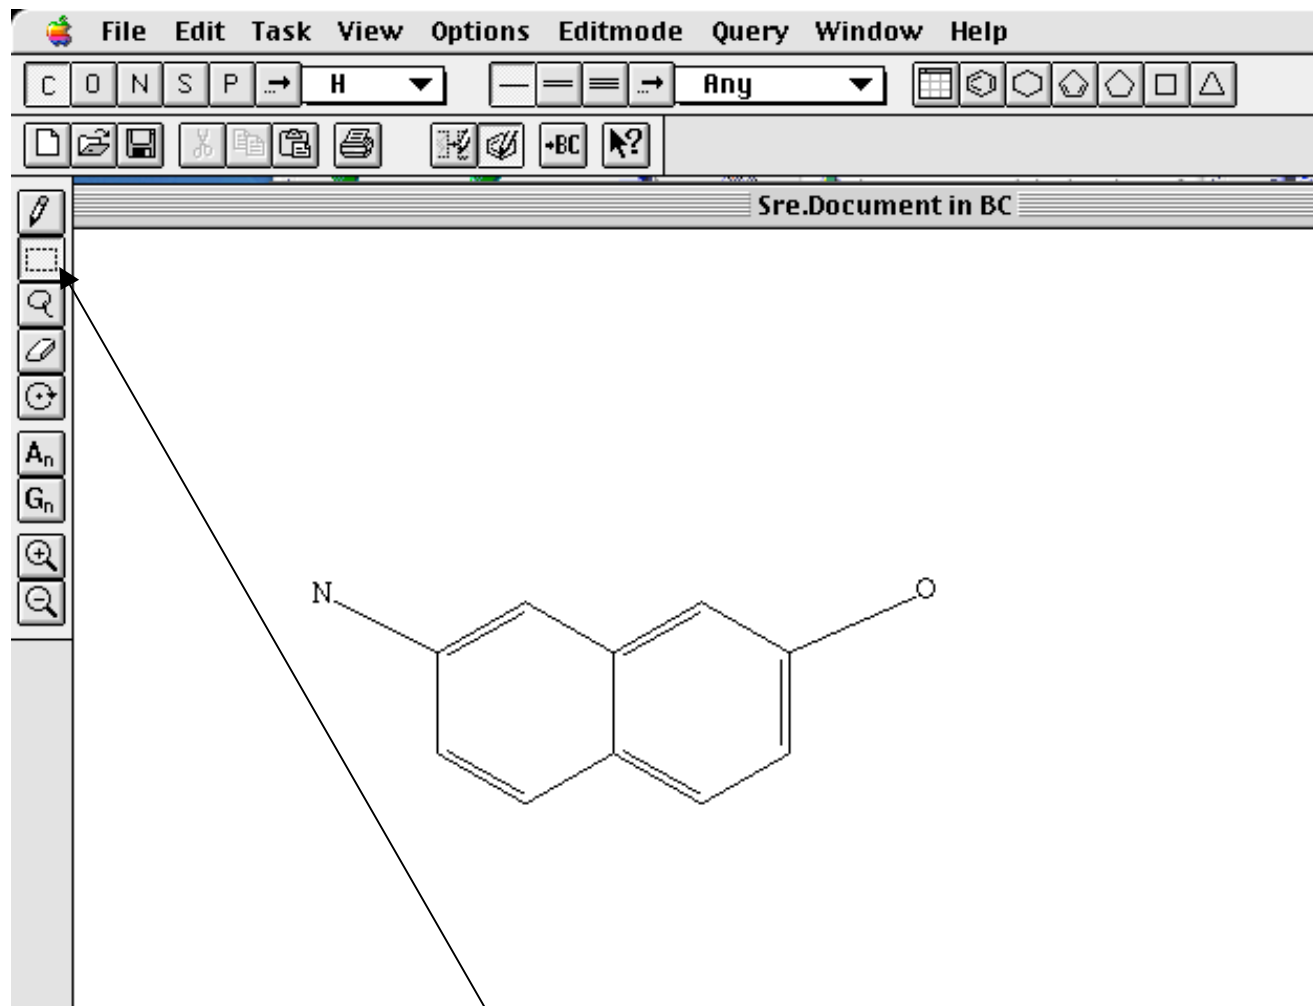 File Edit Task View Options Editmode Query Window Help
C O N S P H Any
BC ?
Sre.Document in BC
An
Gn
N O